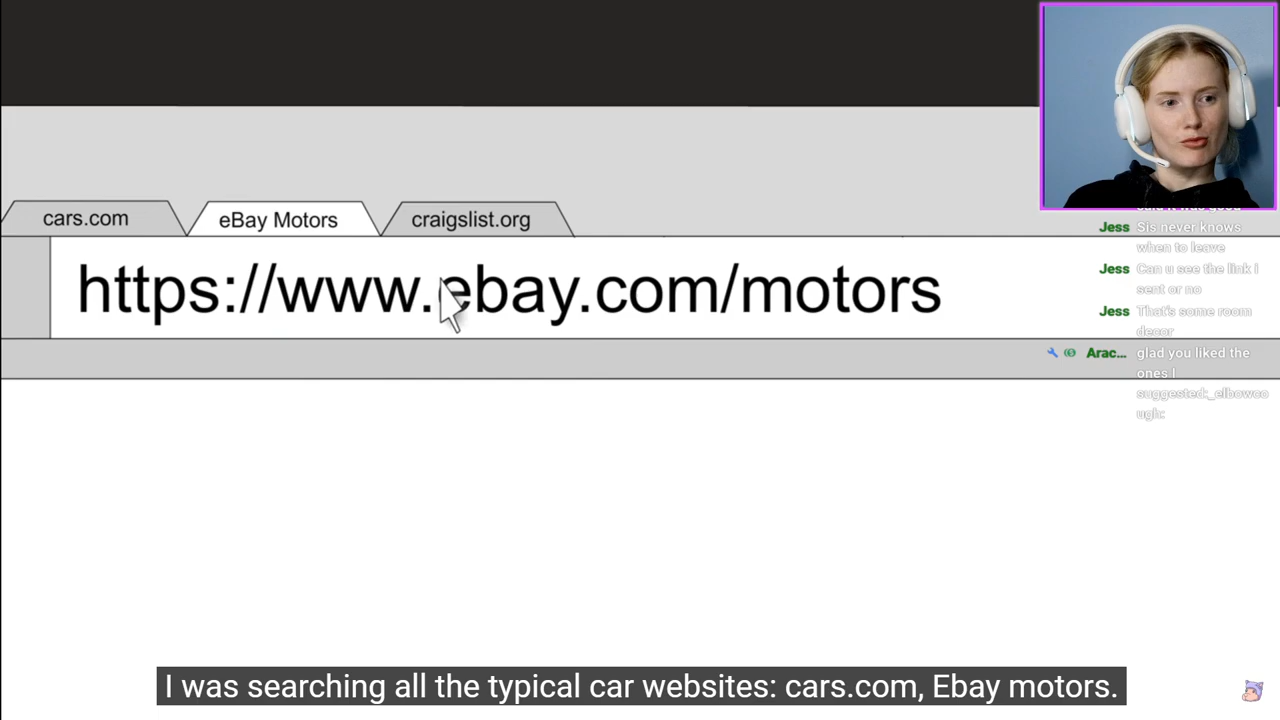 cars.com
eBay Motors
craigslist.org
https://www.ebay.com/motors
Jess Sis never knows
when to leave
Jess Can u see the link I
sent or no
Jess That's some room
decor
Arac... glad you liked the
ones I
suggested:_elbowco
ugh:
I was searching all the typical car websites: cars.com, Ebay motors.